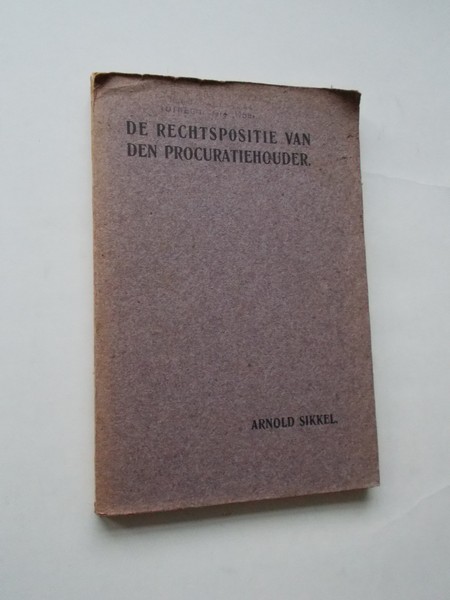 DE RECHTSPOSITIE VAN
DEN PROCURATIEHOUDER.
ARNOLD SIKKEL.